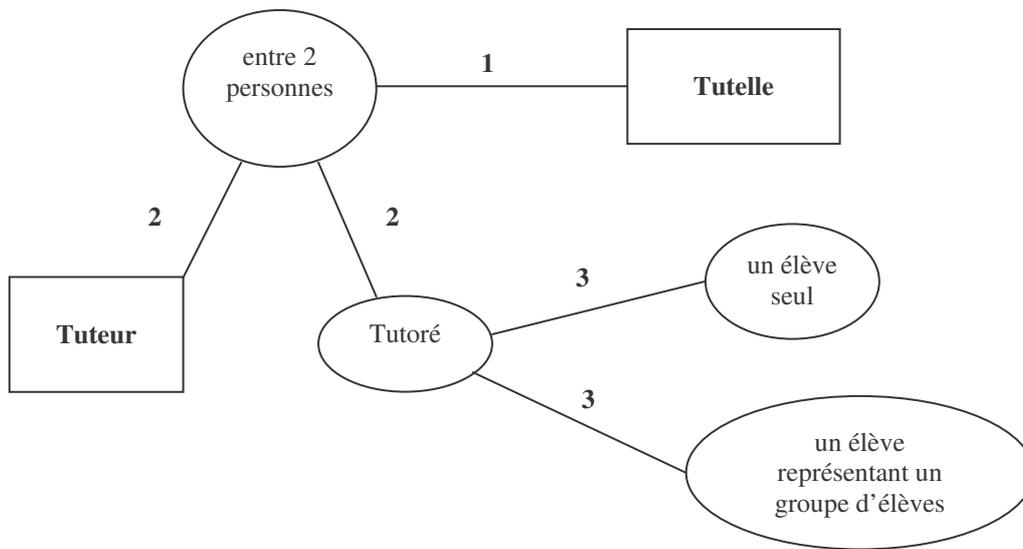 entre 2
personnes
1
Tutelle
2
2
Tuteur
Tutoré
3
un élève
seul
3
un élève
représentant un
groupe d’élèves